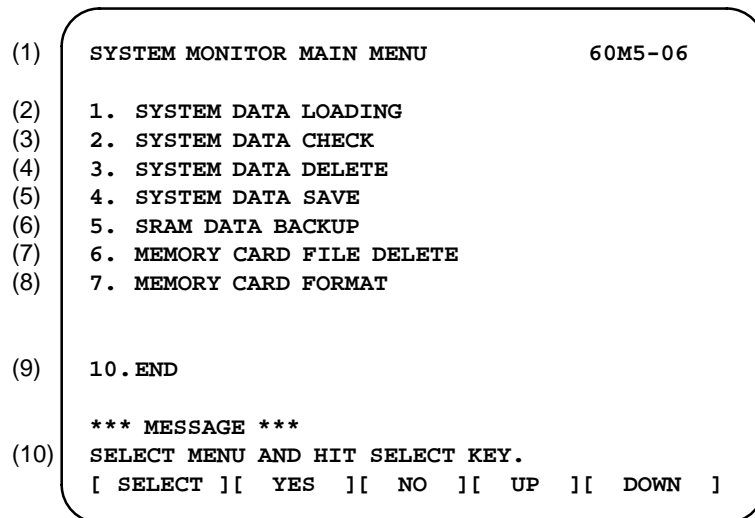 (1) SYSTEM MONITOR MAIN MENU 60M5-06
(2) 1. SYSTEM DATA LOADING
(3) 2. SYSTEM DATA CHECK
(4) 3. SYSTEM DATA DELETE
(5) 4. SYSTEM DATA SAVE
(6) 5. SRAM DATA BACKUP
(7) 6. MEMORY CARD FILE DELETE
(8) 7. MEMORY CARD FORMAT
(9) 10.END
*** MESSAGE ***
(10) SELECT MENU AND HIT SELECT KEY.
[ SELECT ][ YES ][ NO ][ UP ][ DOWN ]